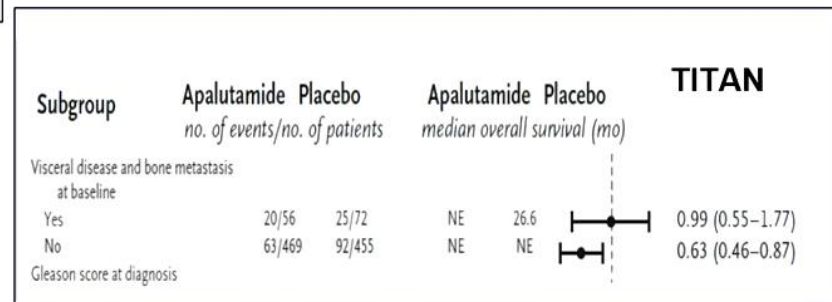 TITAN
Subgroup Apalutamide Placebo Apalutamide Placebo
no. of events/no. of patients median overall survival (mo)
Visceral disease and bone metastasis
at baseline
Yes 20/56 25/72 NE 26.6 0.99 (0.55–1.77)
No 63/469 92/455 NE NE 0.63 (0.46–0.87)
Gleason score at diagnosis